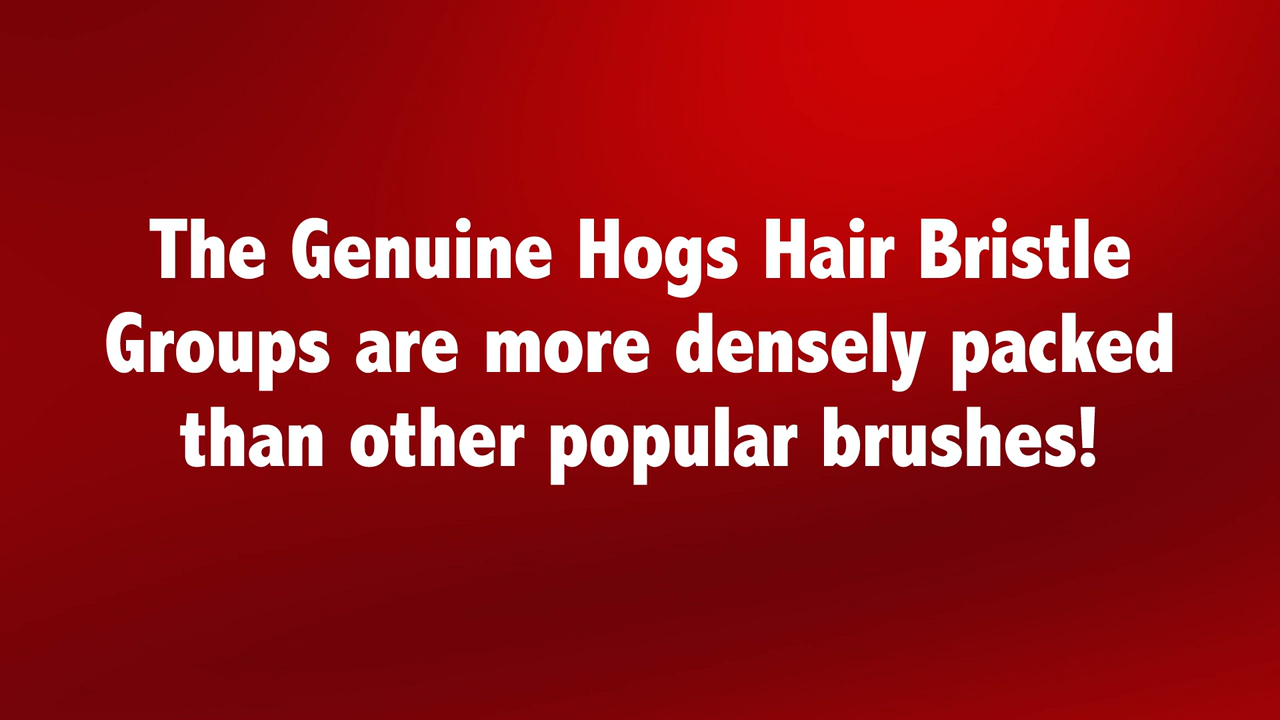 The Genuine Hogs Hair Bristle
Groups are more densely packed
than other popular brushes!